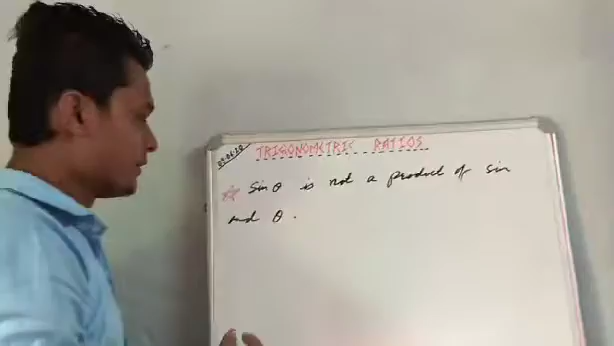 TRIGONOMETRIC RATIOS
Sin θ is not a product of sin
and θ.